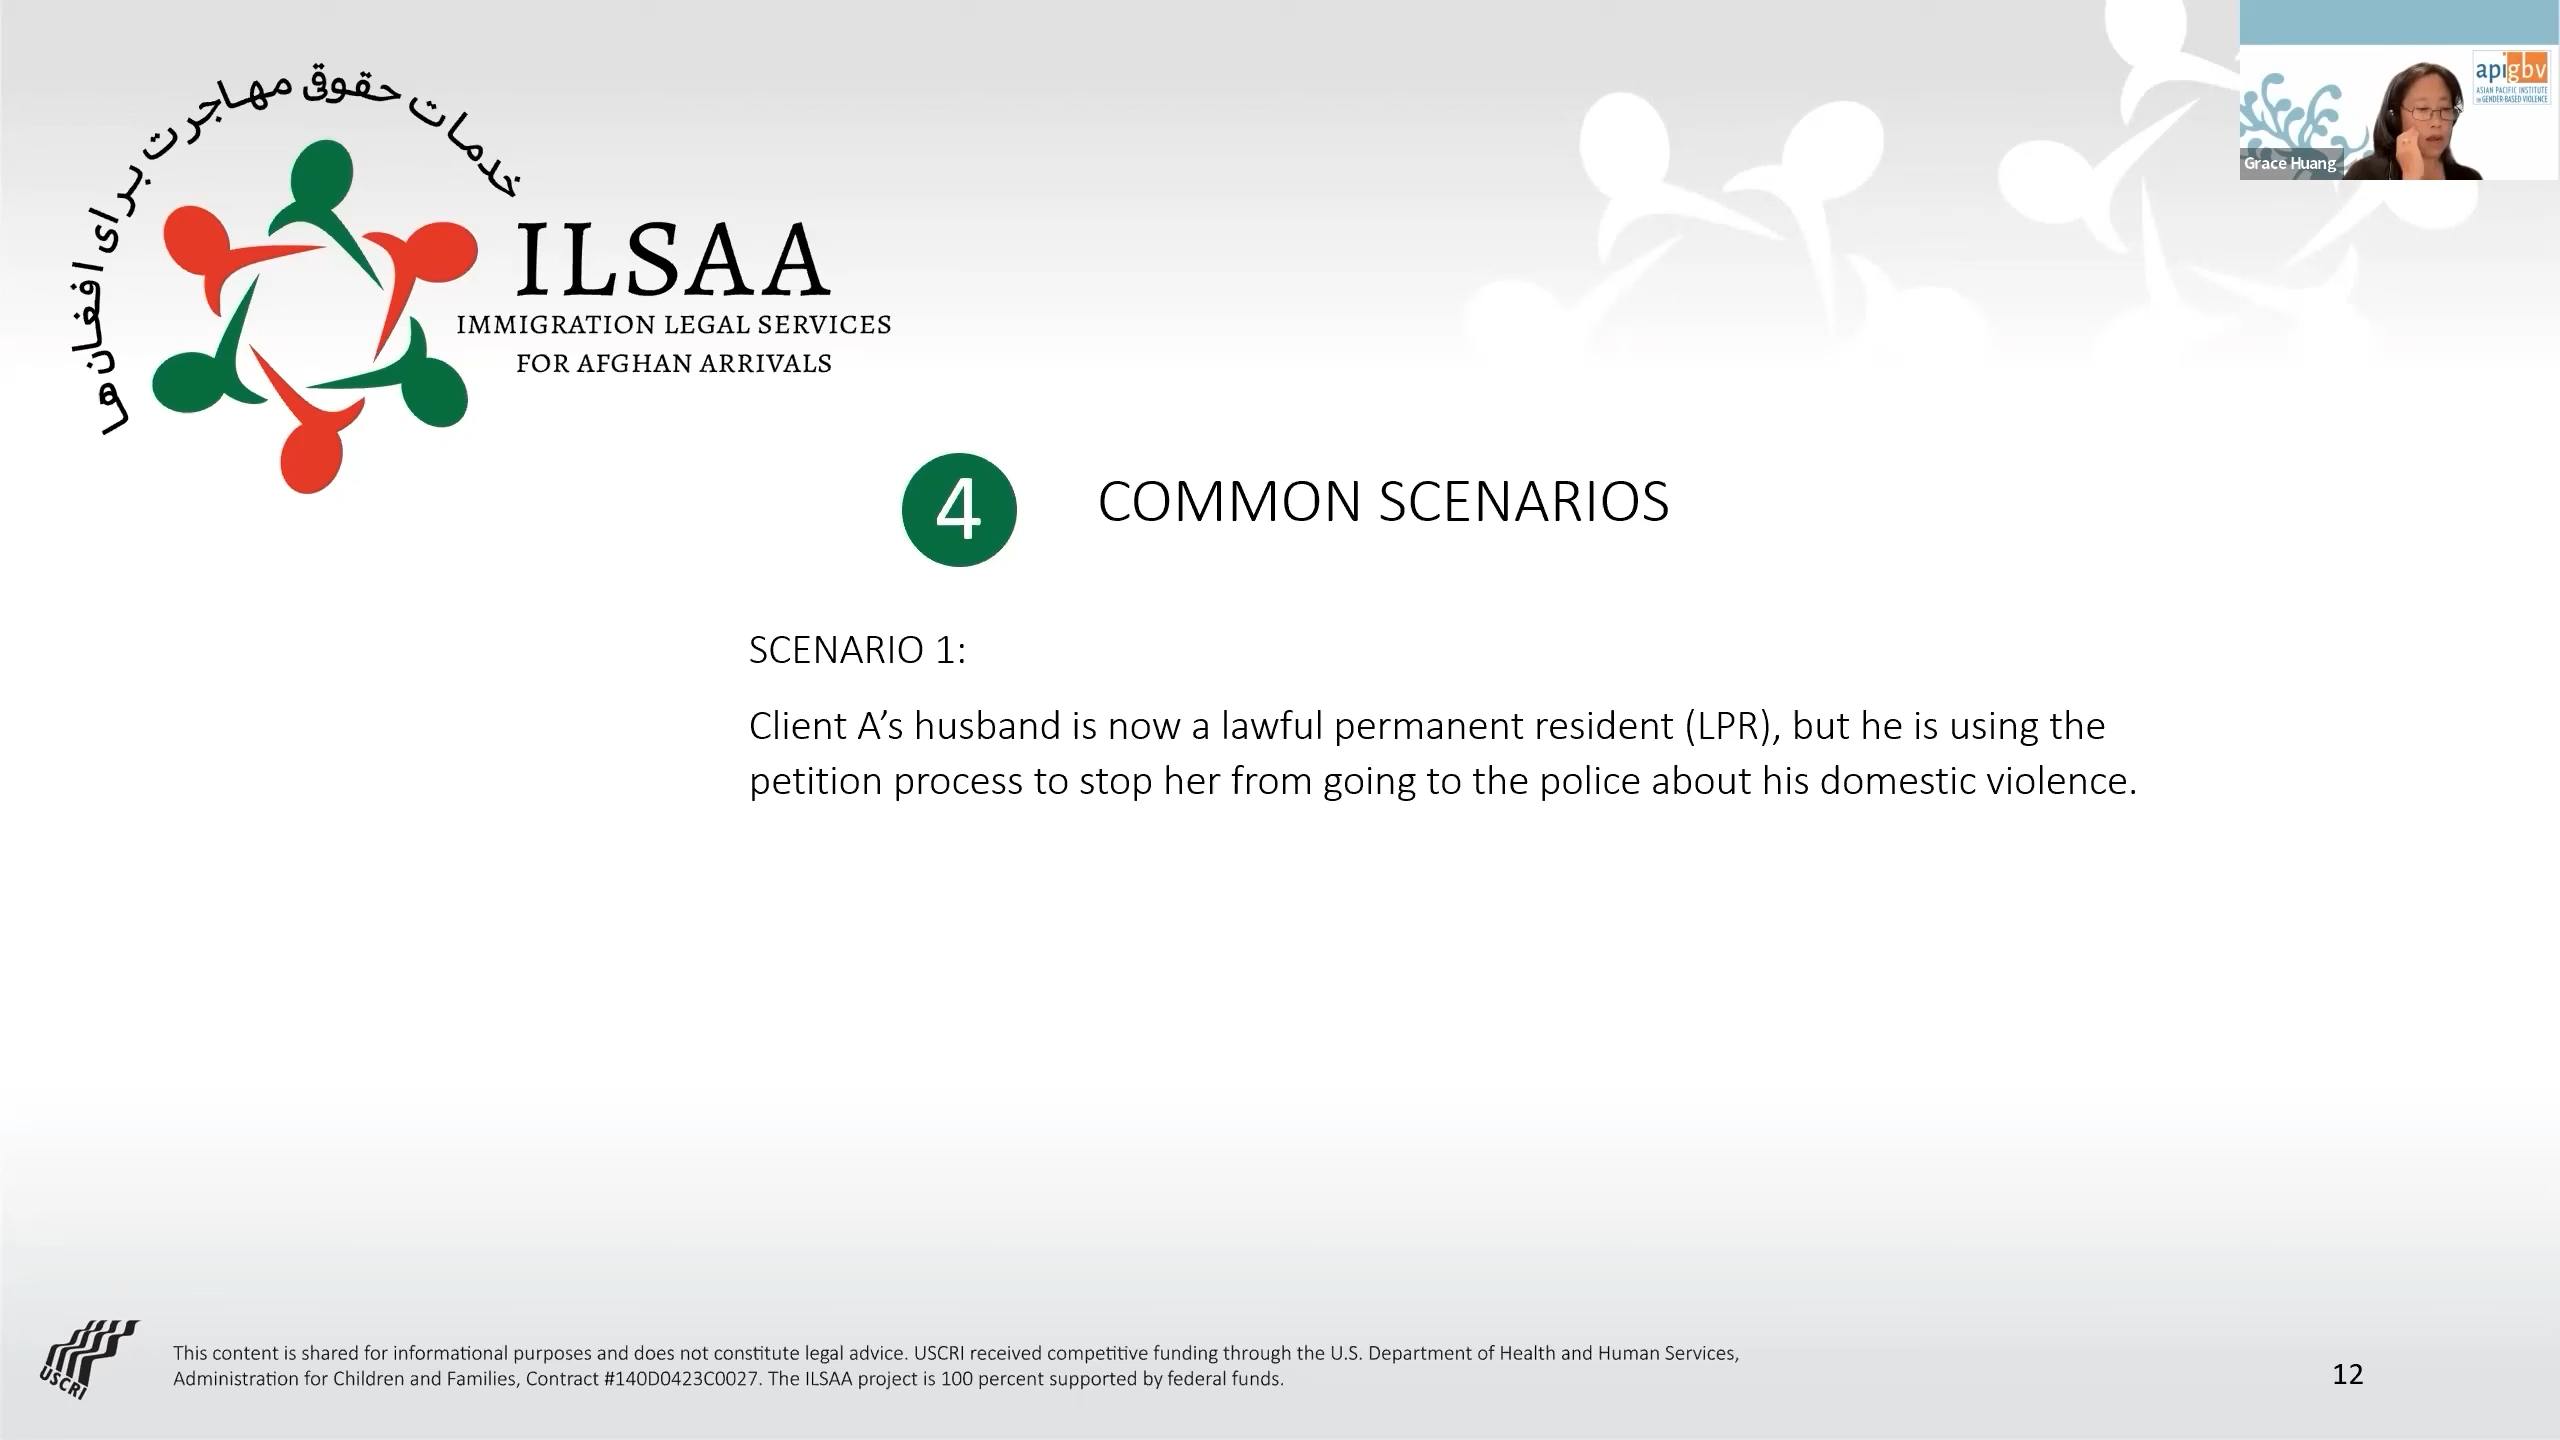 خدمات حقوقی مهاجرت برای افغان ها
ILSAA
IMMIGRATION LEGAL SERVICES
FOR AFGHAN ARRIVALS
apigbv
ASIAN PACIFIC INSTITUTE
on GENDER-BASED VIOLENCE
Grace Huang
4
COMMON SCENARIOS
SCENARIO 1:
Client A’s husband is now a lawful permanent resident (LPR), but he is using the
petition process to stop her from going to the police about his domestic violence.
USCRI
This content is shared for informational purposes and does not constitute legal advice. USCRI received competitive funding through the U.S. Department of Health and Human Services,
Administration for Children and Families, Contract #140D0423C0027. The ILSAA project is 100 percent supported by federal funds.
12